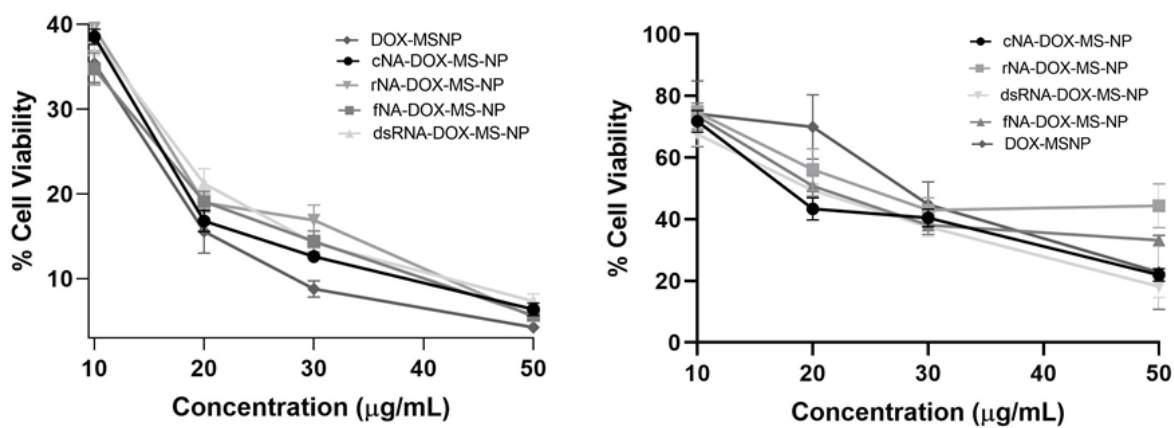 40
30
20
10
% Cell Viability
10 20 30 40 50
Concentration (μg/mL)
DOX-MSNP
cNA-DOX-MS-NP
rNA-DOX-MS-NP
fNA-DOX-MS-NP
dsRNA-DOX-MS-NP
100
80
60
40
20
0
% Cell Viability
10 20 30 40 50
Concentration (μg/mL)
cNA-DOX-MS-NP
rNA-DOX-MS-NP
dsRNA-DOX-MS-NP
fNA-DOX-MS-NP
DOX-MSNP